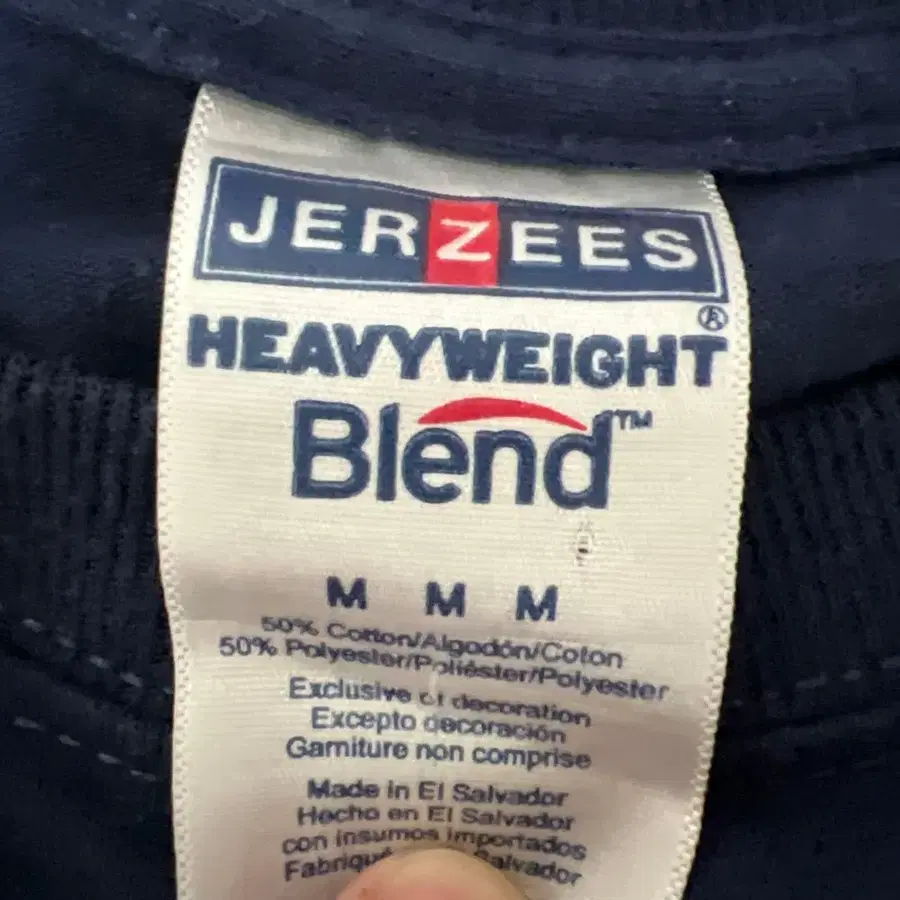 JERZEES®
HEAVYWEIGHT
Blend™
M M M
50% Cotton/Algodón/Coton
50% Polyester/Poliéster/Polyester
Exclusive of decoration
Excepto decoración
Garniture non comprise
Made in El Salvador
Hecho en El Salvador
con insumos importados
Salvador